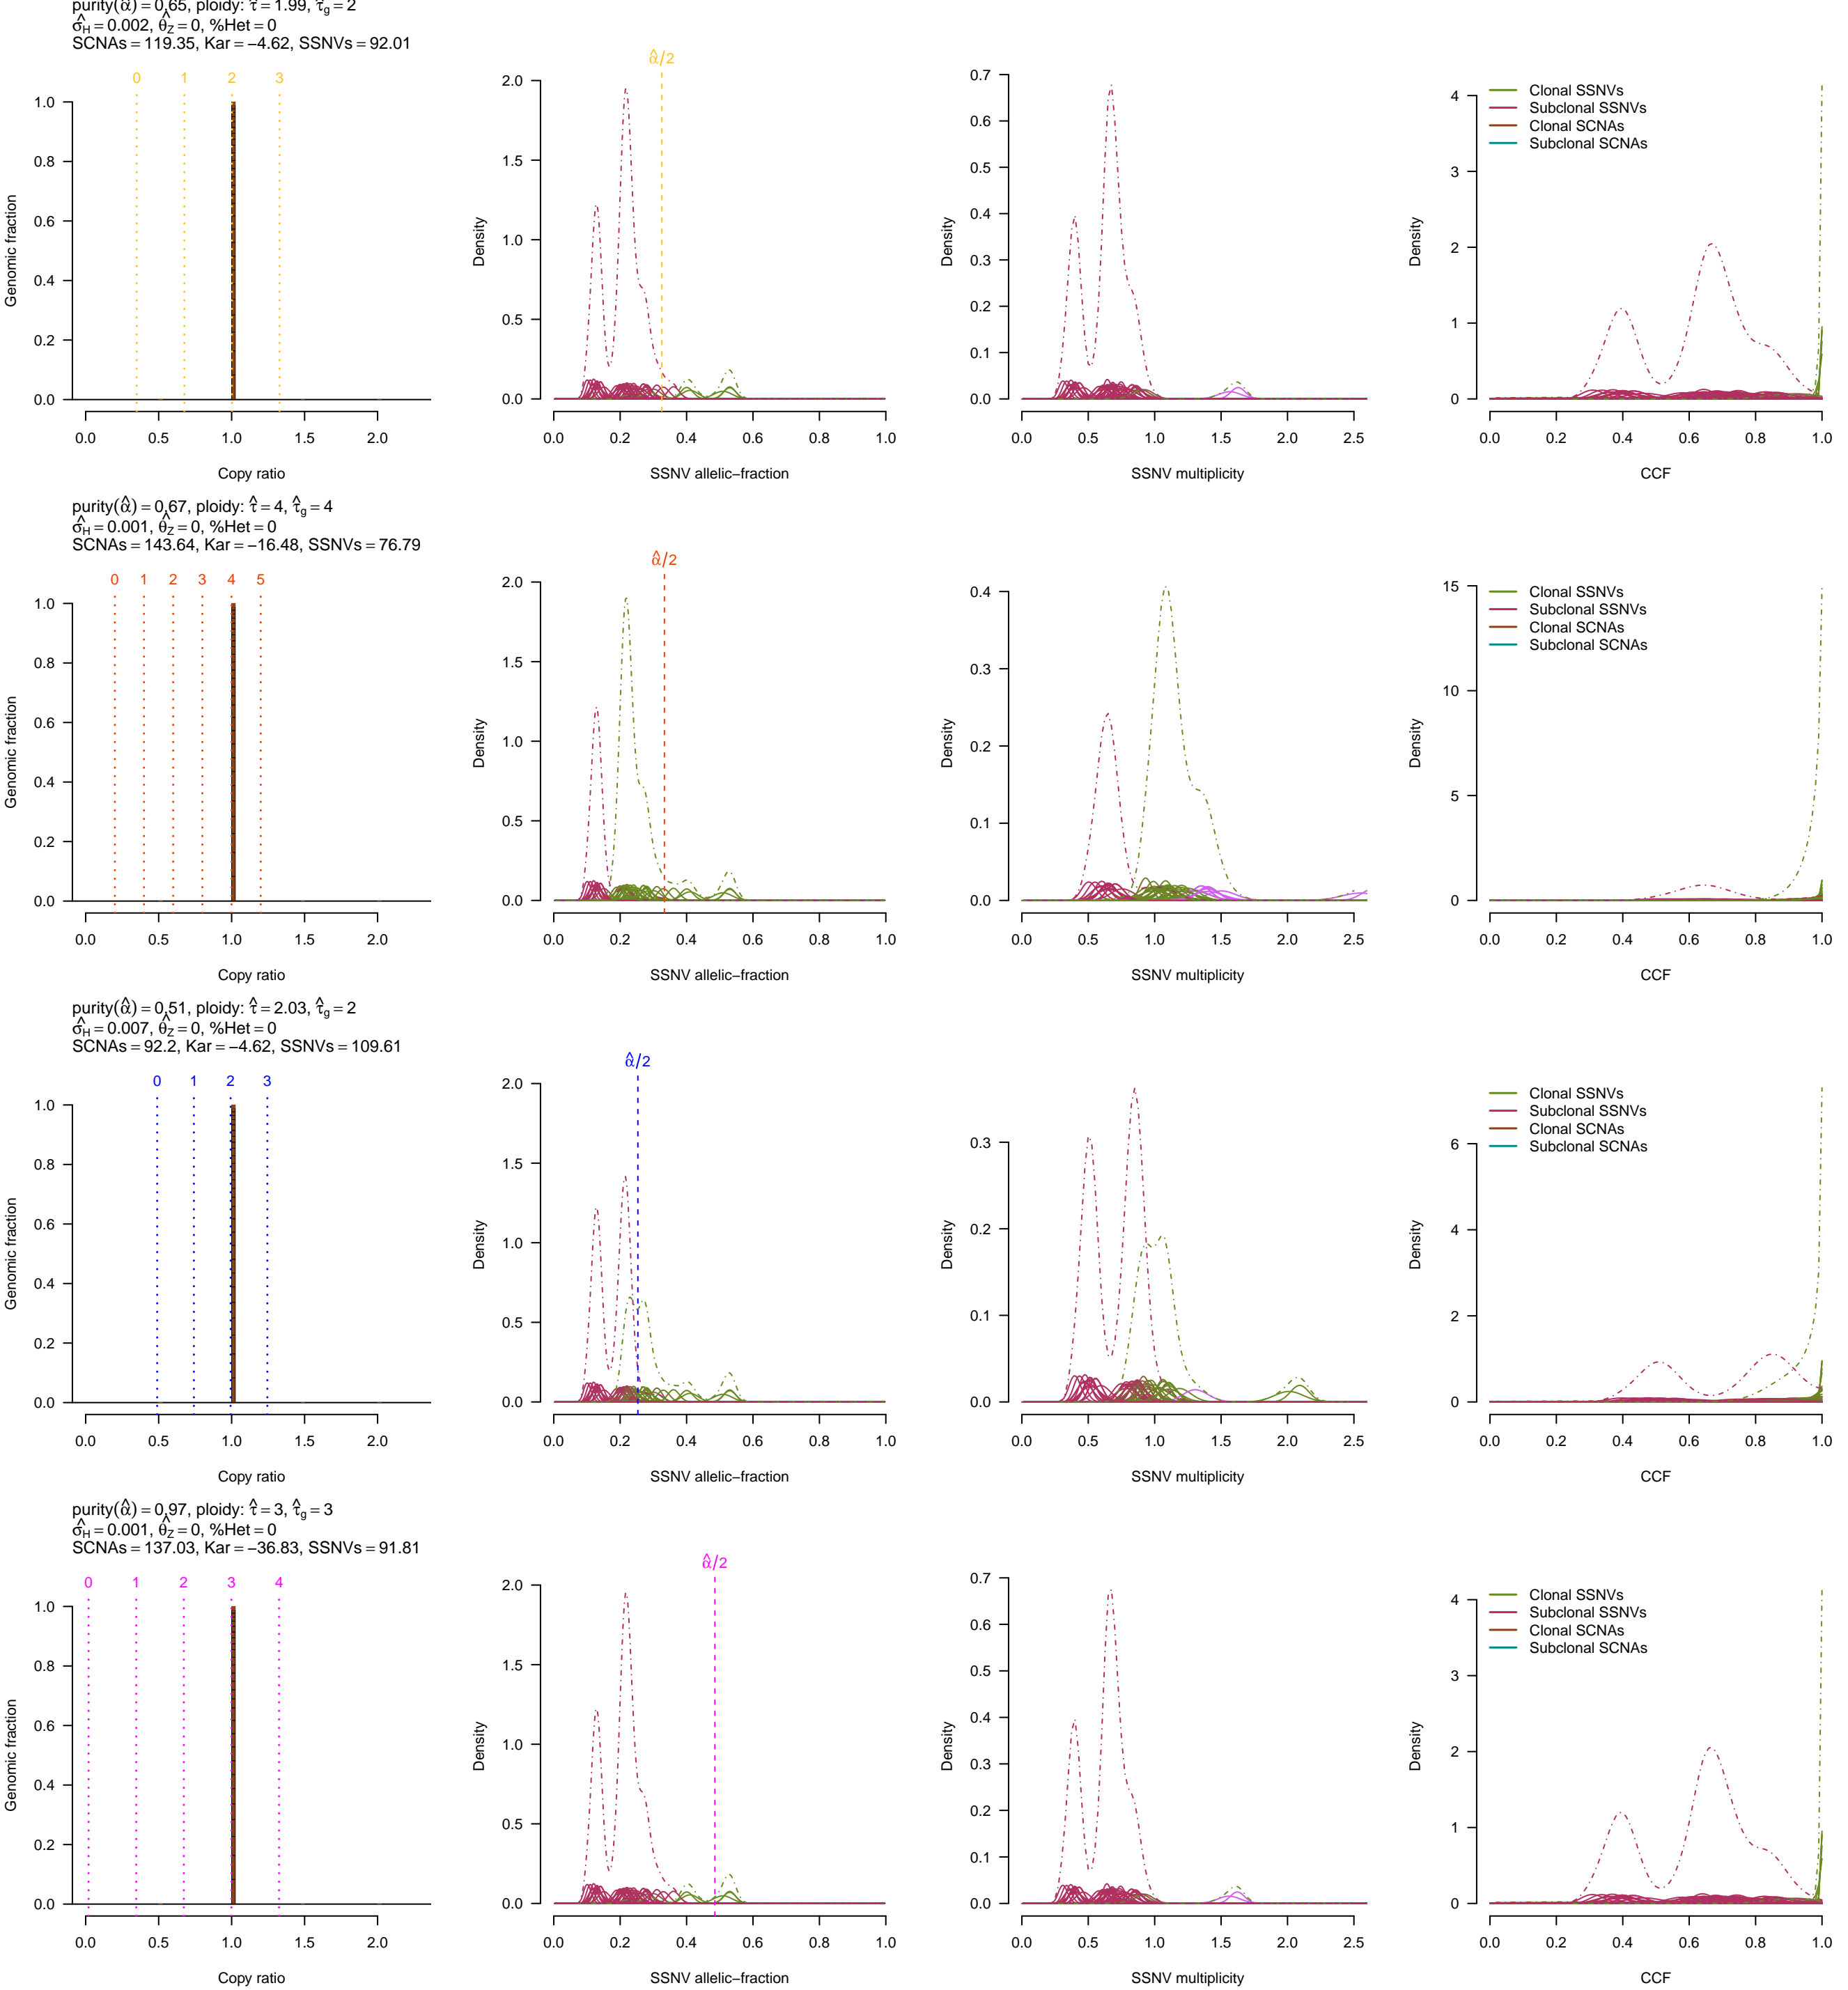 purity(α̂) = 0.65, ploidy: τ̂ = 1.99, τ̂g = 2
σ̂H = 0.002, θ̂Z = 0, %Het = 0
SCNAs = 119.35, Kar = −4.62, SSNVs = 92.01
0 1 2 3
Genomic fraction
0.0 0.2 0.4 0.6 0.8 1.0
0.0 0.5 1.0 1.5 2.0
Copy ratio
α̂/2
Density
0.0 0.5 1.0 1.5 2.0
0.0 0.2 0.4 0.6 0.8 1.0
SSNV allelic−fraction
Density
0.0 0.1 0.2 0.3 0.4 0.5 0.6 0.7
0.0 0.5 1.0 1.5 2.0 2.5
SSNV multiplicity
Clonal SSNVs
Subclonal SSNVs
Clonal SCNAs
Subclonal SCNAs
Density
0 1 2 3 4
0.0 0.2 0.4 0.6 0.8 1.0
CCF
purity(α̂) = 0.67, ploidy: τ̂ = 4, τ̂g = 4
σ̂H = 0.001, θ̂Z = 0, %Het = 0
SCNAs = 143.64, Kar = −16.48, SSNVs = 76.79
0 1 2 3 4 5
Genomic fraction
0.0 0.2 0.4 0.6 0.8 1.0
0.0 0.5 1.0 1.5 2.0
Copy ratio
α̂/2
Density
0.0 0.5 1.0 1.5 2.0
0.0 0.2 0.4 0.6 0.8 1.0
SSNV allelic−fraction
Density
0.0 0.1 0.2 0.3 0.4
0.0 0.5 1.0 1.5 2.0 2.5
SSNV multiplicity
Clonal SSNVs
Subclonal SSNVs
Clonal SCNAs
Subclonal SCNAs
Density
0 5 10 15
0.0 0.2 0.4 0.6 0.8 1.0
CCF
purity(α̂) = 0.51, ploidy: τ̂ = 2.03, τ̂g = 2
σ̂H = 0.007, θ̂Z = 0, %Het = 0
SCNAs = 92.2, Kar = −4.62, SSNVs = 109.61
0 1 2 3
Genomic fraction
0.0 0.2 0.4 0.6 0.8 1.0
0.0 0.5 1.0 1.5 2.0
Copy ratio
α̂/2
Density
0.0 0.5 1.0 1.5 2.0
0.0 0.2 0.4 0.6 0.8 1.0
SSNV allelic−fraction
Density
0.0 0.1 0.2 0.3
0.0 0.5 1.0 1.5 2.0 2.5
SSNV multiplicity
Clonal SSNVs
Subclonal SSNVs
Clonal SCNAs
Subclonal SCNAs
Density
0 2 4 6
0.0 0.2 0.4 0.6 0.8 1.0
CCF
purity(α̂) = 0.97, ploidy: τ̂ = 3, τ̂g = 3
σ̂H = 0.001, θ̂Z = 0, %Het = 0
SCNAs = 137.03, Kar = −36.83, SSNVs = 91.81
0 1 2 3 4
Genomic fraction
0.0 0.2 0.4 0.6 0.8 1.0
0.0 0.5 1.0 1.5 2.0
Copy ratio
α̂/2
Density
0.0 0.5 1.0 1.5 2.0
0.0 0.2 0.4 0.6 0.8 1.0
SSNV allelic−fraction
Density
0.0 0.1 0.2 0.3 0.4 0.5 0.6 0.7
0.0 0.5 1.0 1.5 2.0 2.5
SSNV multiplicity
Clonal SSNVs
Subclonal SSNVs
Clonal SCNAs
Subclonal SCNAs
Density
0 1 2 3 4
0.0 0.2 0.4 0.6 0.8 1.0
CCF